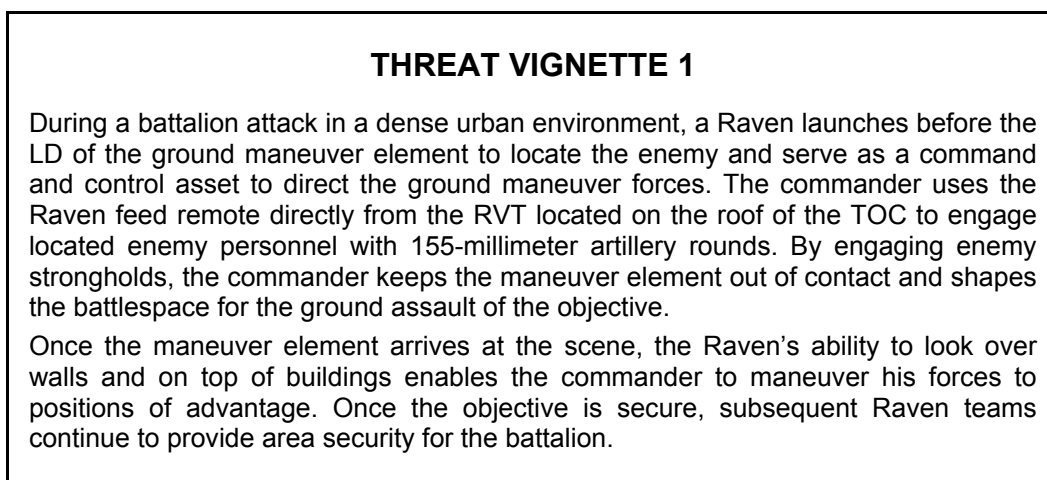 THREAT VIGNETTE 1
During a battalion attack in a dense urban environment, a Raven launches before the
LD of the ground maneuver element to locate the enemy and serve as a command
and control asset to direct the ground maneuver forces. The commander uses the
Raven feed remote directly from the RVT located on the roof of the TOC to engage
located enemy personnel with 155-millimeter artillery rounds. By engaging enemy
strongholds, the commander keeps the maneuver element out of contact and shapes
the battlespace for the ground assault of the objective.
Once the maneuver element arrives at the scene, the Raven’s ability to look over
walls and on top of buildings enables the commander to maneuver his forces to
positions of advantage. Once the objective is secure, subsequent Raven teams
continue to provide area security for the battalion.